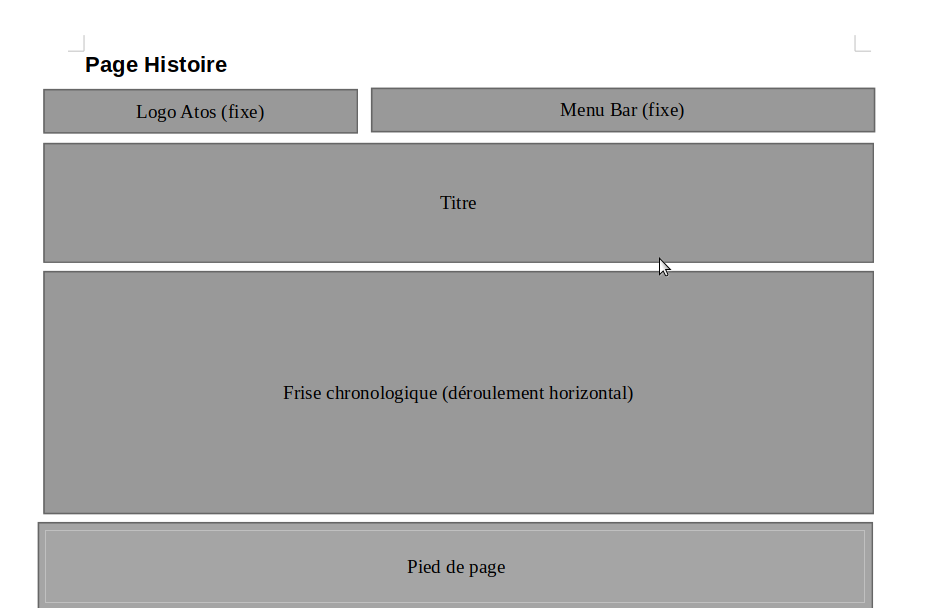 Page Histoire
Logo Atos (fixe)
Menu Bar (fixe)
Titre
Frise chronologique (déroulement horizontal)
Pied de page